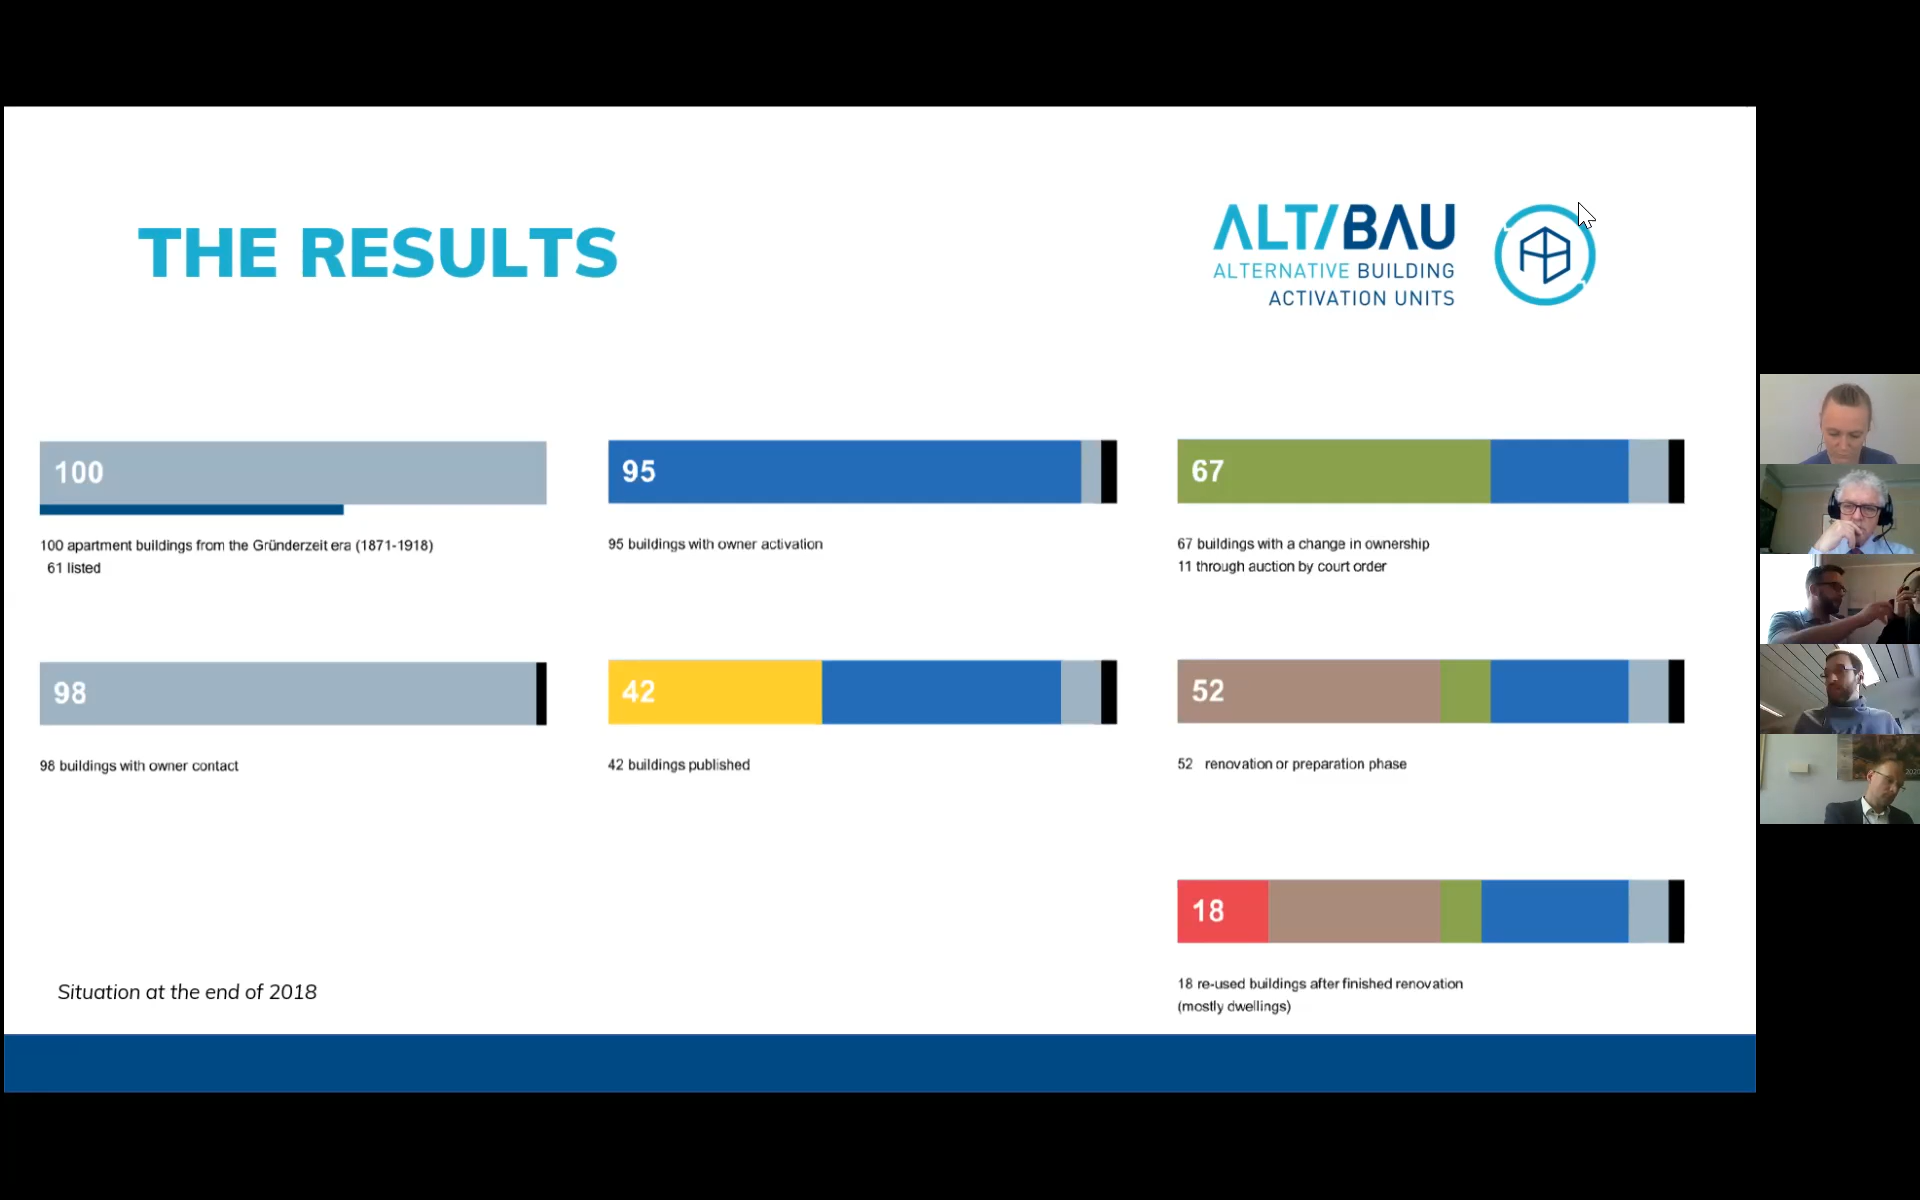 THE RESULTS
ALT/BAU
ALTERNATIVE BUILDING
ACTIVATION UNITS
100
100 apartment buildings from the Gründerzeit era (1871-1918)
61 listed
95
95 buildings with owner activation
67
67 buildings with a change in ownership
11 through auction by court order
98
98 buildings with owner contact
42
42 buildings published
52
52 renovation or preparation phase
18
18 re-used buildings after finished renovation
(mostly dwellings)
Situation at the end of 2018